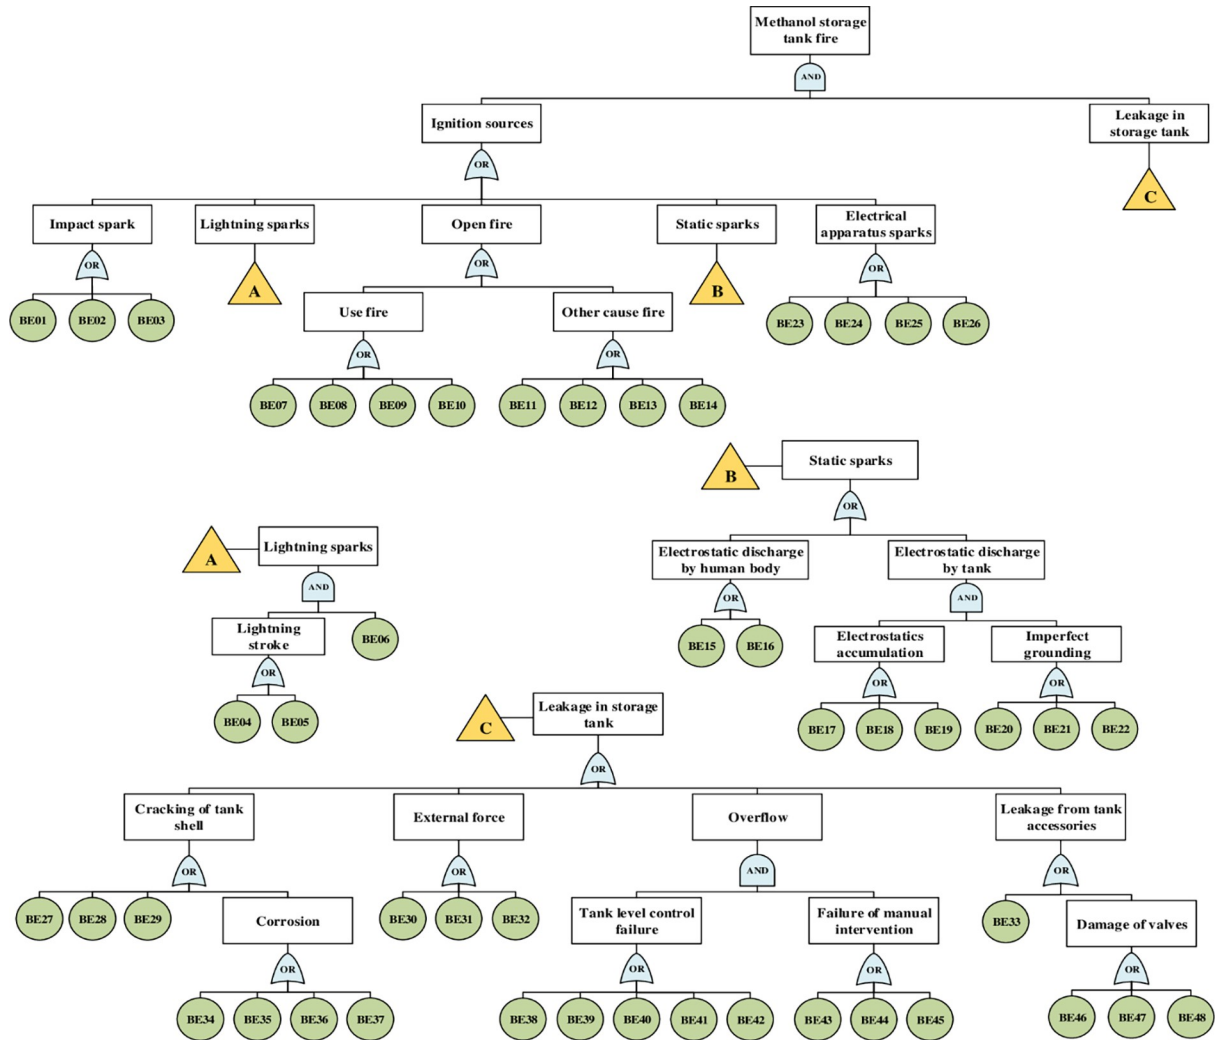 Methanol storage
tank fire
AND
Ignition sources
Leakage in
storage tank
OR
C
Impact spark
Lightning sparks
Open fire
Static sparks
Electrical
apparatus sparks
OR
A
OR
B
OR
BE01
BE02
BE03
Use fire
Other cause fire
BE23
BE24
BE25
BE26
OR
OR
BE07
BE08
BE09
BE10
BE11
BE12
BE13
BE14
B
Static sparks
OR
A
Lightning sparks
AND
Electrostatic discharge
by human body
Electrostatic discharge
by tank
OR
AND
Lightning
stroke
BE06
OR
BE04
BE05
BE15
BE16
Electrostatics
accumulation
Imperfect
grounding
OR
OR
BE17
BE18
BE19
BE20
BE21
BE22
C
Leakage in storage
tank
OR
Cracking of tank
shell
External force
Overflow
Leakage from tank
accessories
OR
OR
AND
OR
BE27
BE28
BE29
Corrosion
BE30
BE31
BE32
Tank level control
failure
Failure of manual
intervention
BE33
Damage of valves
OR
OR
OR
OR
BE34
BE35
BE36
BE37
BE38
BE39
BE40
BE41
BE42
BE43
BE44
BE45
BE46
BE47
BE48